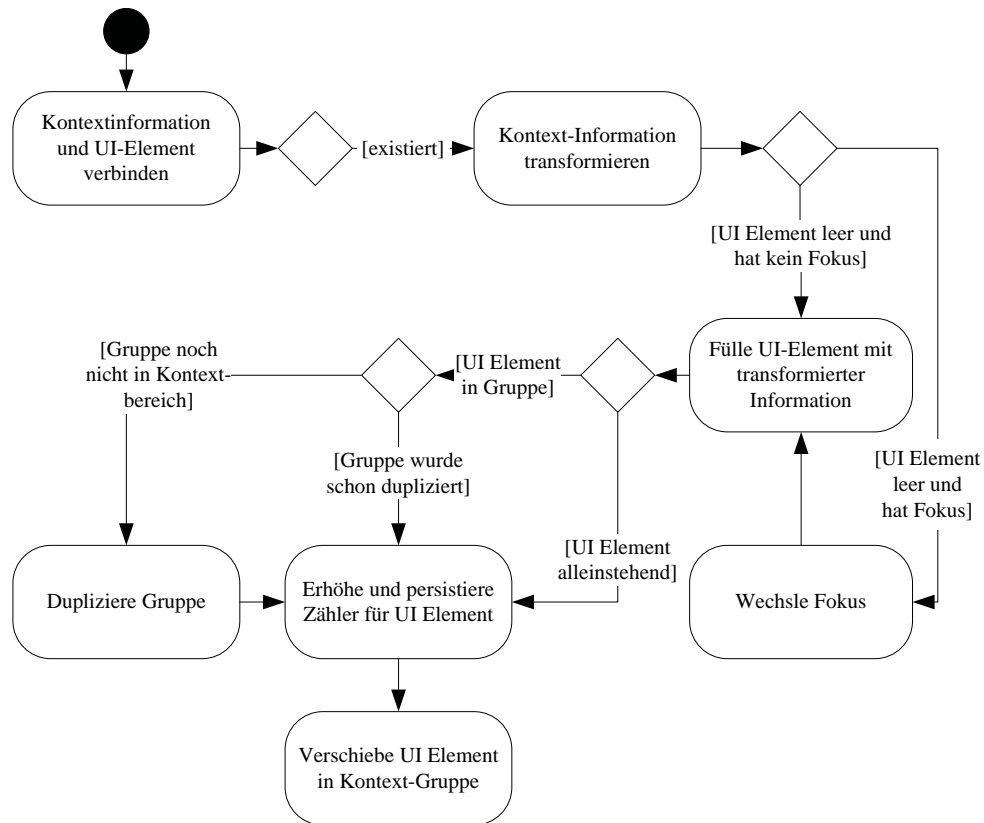 Kontextinformation
und UI-Element
verbinden
[existiert]
Kontext-Information
transformieren
[UI Element leer und
hat kein Fokus]
[Gruppe noch
nicht in Kontext-
bereich]
[UI Element
in Gruppe]
Fülle UI-Element mit
transformierter
Information
[Gruppe wurde
schon dupliziert]
[UI Element
leer und
hat Fokus]
[UI Element
alleinstehend]
Dupliziere Gruppe
Erhöhe und persistiere
Zähler für UI Element
Wechsle Fokus
Verschiebe UI Element
in Kontext-Gruppe